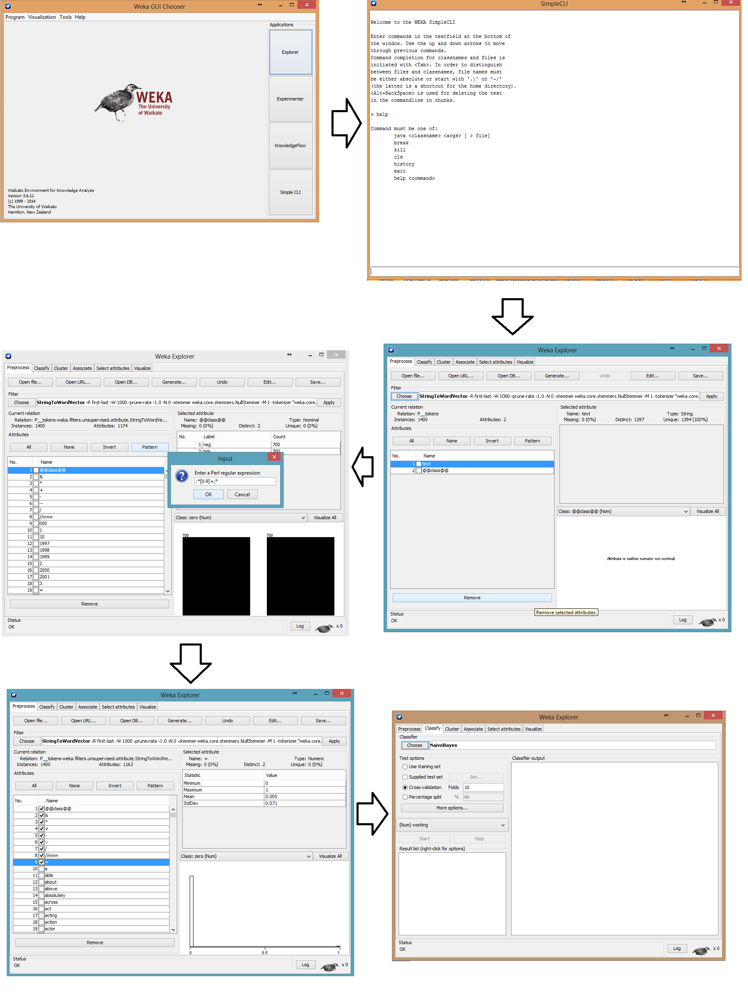 Weka GUI Chooser
Program Visualization Tools Help
Applications
Explorer
Experimenter
KnowledgeFlow
Simple CLI
WEKA
The University
of Waikato
Waikato Environment for Knowledge Analysis
Version 3.6.12
(c) 1999 - 2014
The University of Waikato
Hamilton, New Zealand
SimpleCLI
Welcome to the WEKA SimpleCLI
Enter commands in the textfield at the bottom of
the window. Use the up and down arrows to move
through previous commands.
Command completion for classnames and files is
initiated with <Tab>. In order to distinguish
between files and classnames, file names must
be either absolute or start with '.\' or '~/'
(the latter is a shortcut for the home directory).
<Alt+BackSpace> is used for deleting the text
in the commandline in chunks.
> help
Command must be one of:
java <classname> <args> [ > file]
break
kill
cls
history
exit
help <command>
Weka Explorer
Preprocess Classify Cluster Associate Select attributes Visualize
Open file... Open URL... Open DB... Generate... Undo Edit... Save...
Filter
Choose StringToWordVector -R first-last -W 1000 -prune-rate -1.0 -N 0 -stemmer weka.core.stemmers.NullStemmer -M 1 -tokenizer "weka.core. Apply
Current relation
Relation: P__tokens
Instances: 1400 Attributes: 2
Selected attribute
Name: text Type: String
Missing: 0 (0%) Distinct: 1397 Unique: 1394 (100%)
Attributes
All None Invert Pattern
No. Name
1 text
2 @@class@@
Class: @@class@@ (Nom) Visualize All
Attribute is neither numeric nor nominal.
Remove
Remove selected attributes.
Status
OK
Log x 0
Weka Explorer
Preprocess Classify Cluster Associate Select attributes Visualize
Open file... Open URL... Open DB... Generate... Undo Edit... Save...
Filter
Choose StringToWordVector -R first-last -W 1000 -prune-rate -1.0 -N 0 -stemmer weka.core.stemmers.NullStemmer -M 1 -tokenizer "weka.core. Apply
Current relation
Relation: P__tokens-weka.filters.unsupervised.attribute.StringToWordVe...
Instances: 1400 Attributes: 1174
Selected attribute
Name: @@class@@ Type: Nominal
Missing: 0 (0%) Distinct: 2 Unique: 0 (0%)
No. Label Count
1 neg 700
2 pos 700
Attributes
All None Invert Pattern
No. Name
1 @@class@@
2 &
3 *
4 +
5 -
6 --
7 /
8 //www
9 000
10 1
11 10
12 1997
13 1998
14 1999
15 2
16 2000
17 2001
18 3
19 =
Remove
Input
Enter a Perl regular expression
.*[0-9]+,*
OK Cancel
Class: zero (Num) Visualize All
700 700
Status
OK
Log x 0
Weka Explorer
Preprocess Classify Cluster Associate Select attributes Visualize
Open file... Open URL... Open DB... Generate... Undo Edit... Save...
Filter
Choose StringToWordVector -R first-last -W 1000 -prune-rate -1.0 -N 0 -stemmer weka.core.stemmers.NullStemmer -M 1 -tokenizer "weka.core. Apply
Current relation
Relation: P__tokens-weka.filters.unsupervised.attribute.StringToWordVe...
Instances: 1400 Attributes: 1163
Selected attribute
Name: = Type: Numeric
Missing: 0 (0%) Distinct: 2 Unique: 0 (0%)
Statistic Value
Minimum 0
Maximum 1
Mean 0.005
StdDev 0.071
Attributes
All None Invert Pattern
No. Name
1 @@class@@
2 &
3 *
4 +
5 -
6 --
7 /
8 //www
9 =
10 a
11 able
12 about
13 above
14 absolutely
15 across
16 act
17 acting
18 action
19 actor
Remove
Class: zero (Num) Visualize All
0 0.5 1
Status
OK
Log x 0
Weka Explorer
Preprocess Classify Cluster Associate Select attributes Visualize
Classifier
Choose NaiveBayes
Test options
Use training set
Supplied test set Set...
Cross-validation Folds 10
Percentage split % 66
More options...
(Num) working
Start Stop
Result list (right-click for options)
Classifier output
Status
OK
Log x 0